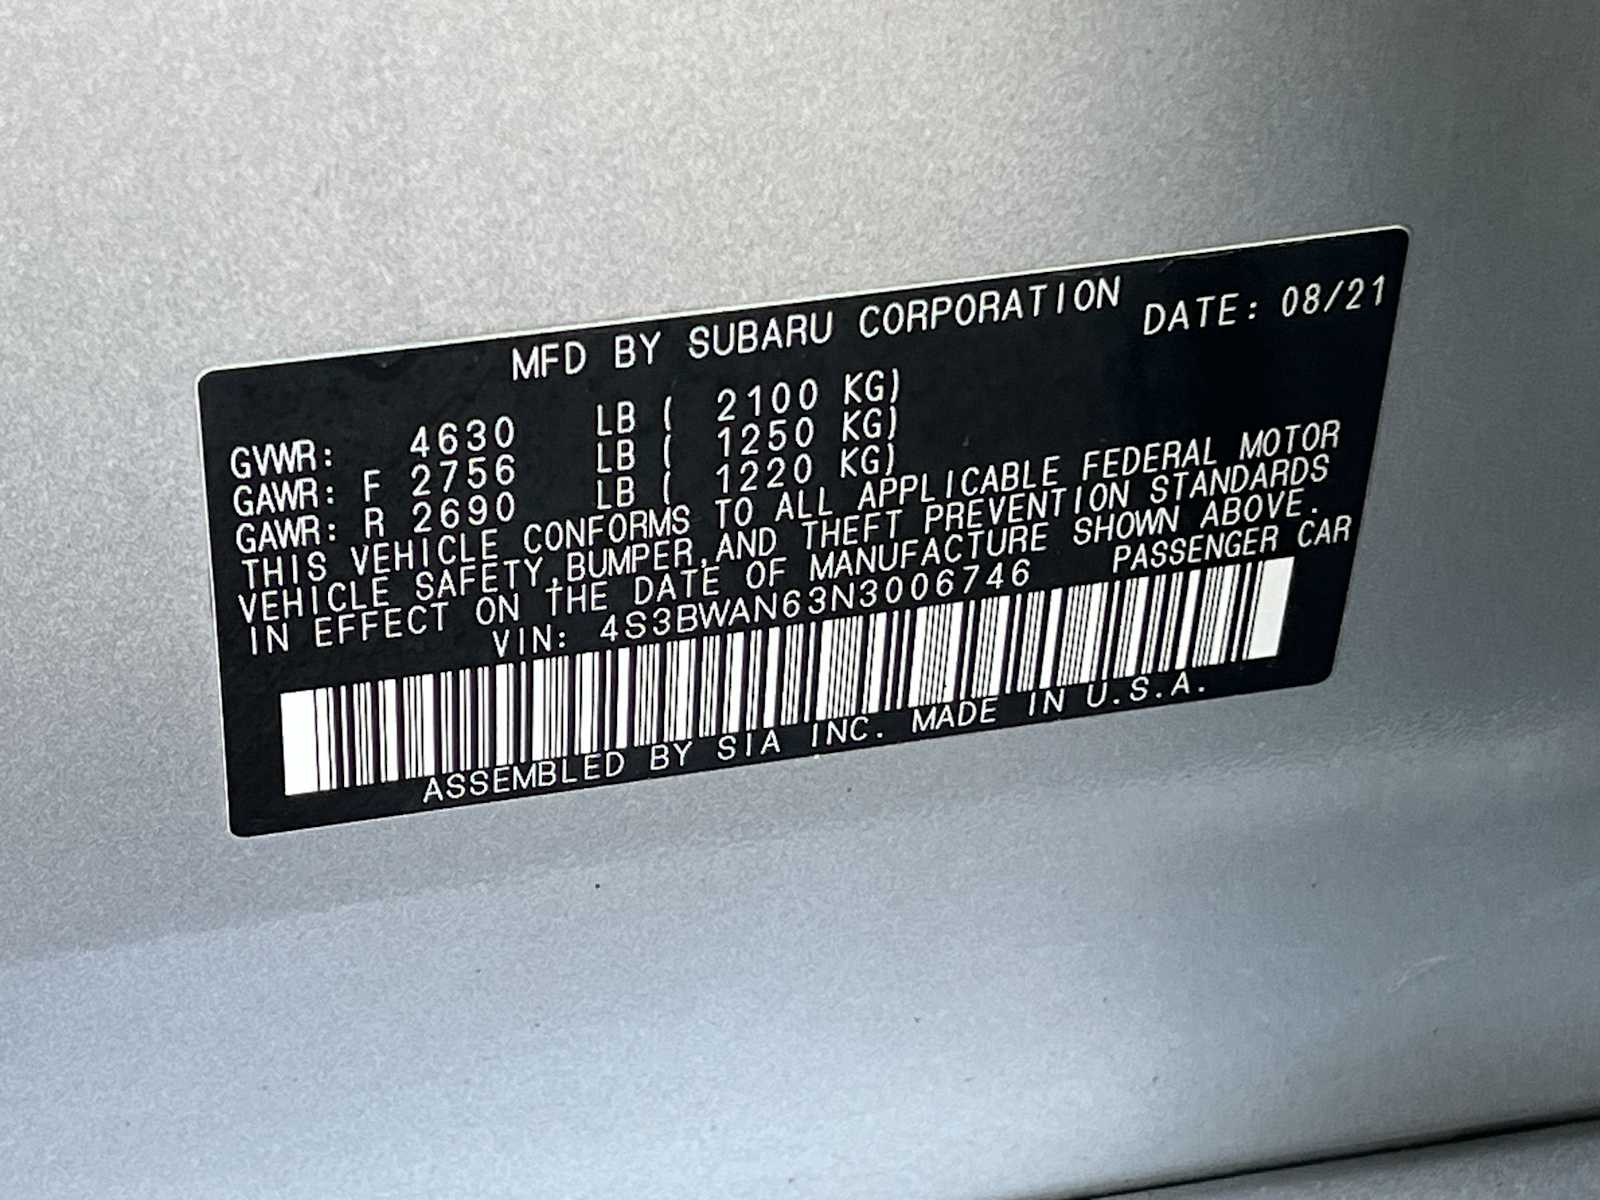 MFD BY SUBARU CORPORATION DATE: 08/21
GVWR: 4630 LB ( 2100 KG)
GAWR: F 2756 LB ( 1250 KG)
GAWR: R 2690 LB ( 1220 KG)
THIS VEHICLE CONFORMS TO ALL APPLICABLE FEDERAL MOTOR
VEHICLE SAFETY,BUMPER,AND THEFT PREVENTION STANDARDS
IN EFFECT ON THE DATE OF MANUFACTURE SHOWN ABOVE.
VIN: 4S3BWAN63N3006746 PASSENGER CAR
ASSEMBLED BY SIA INC. MADE IN U.S.A.